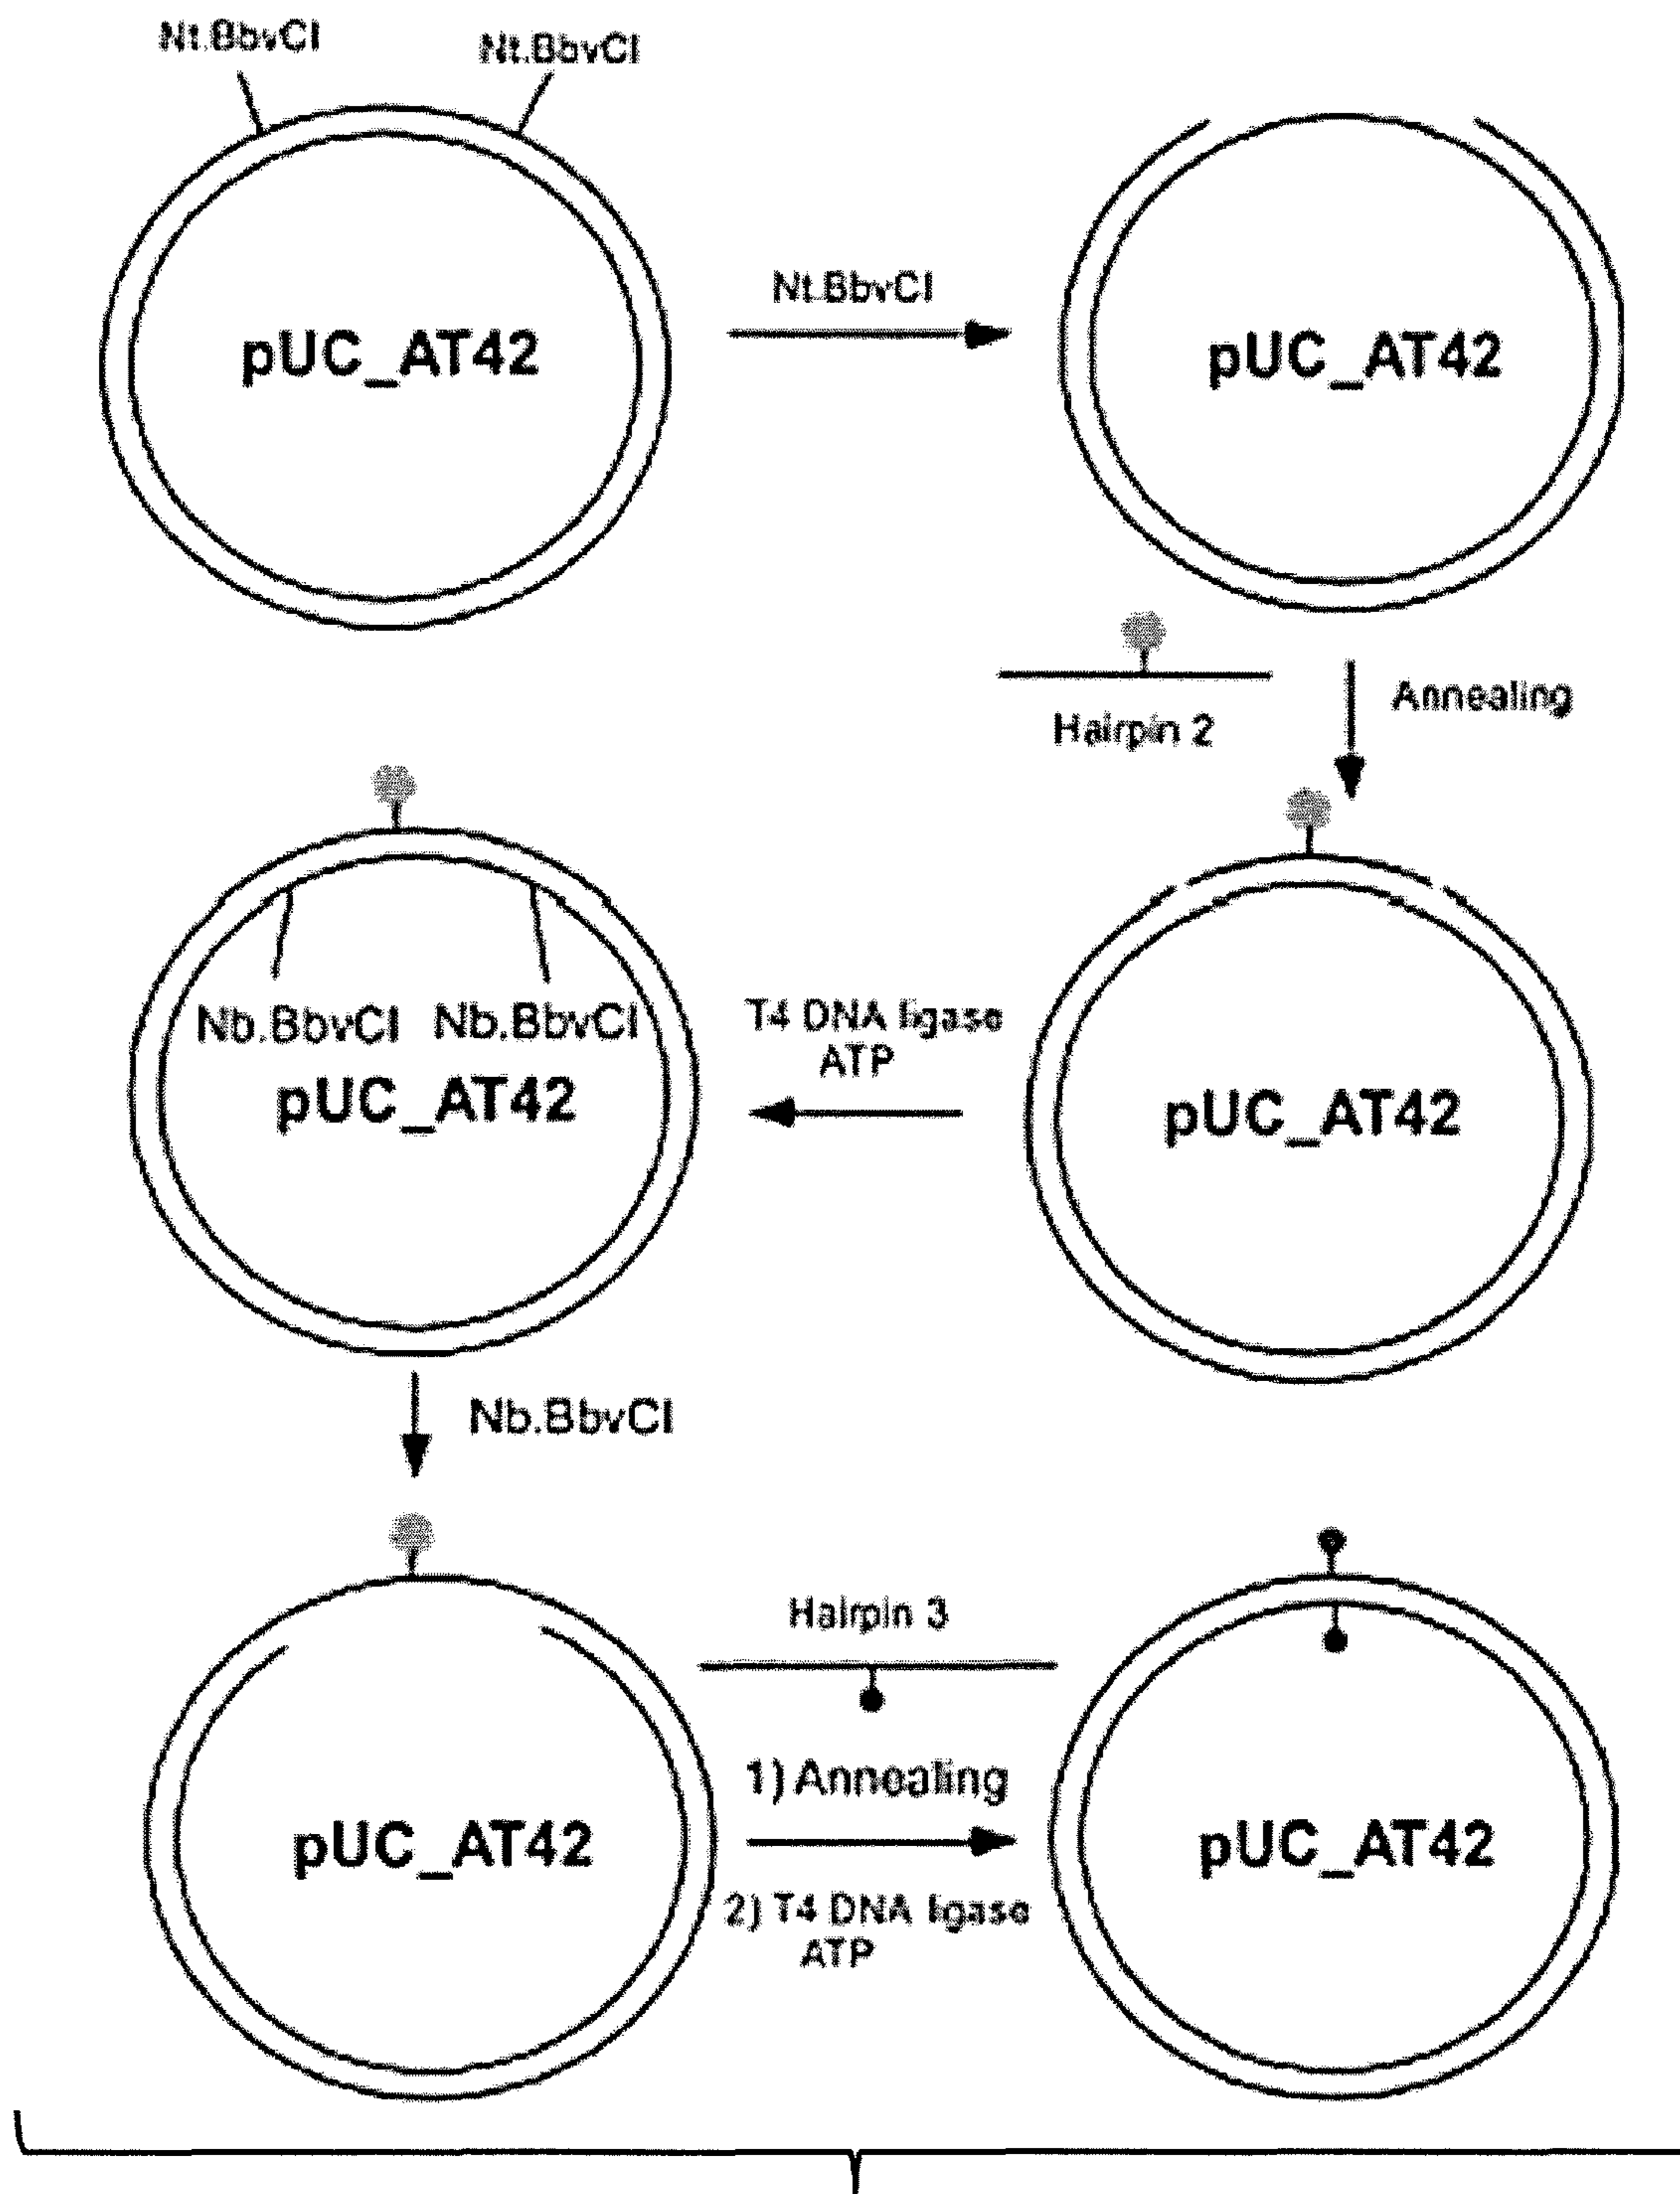 Nt.BbvCI
Nt.BbvCI
pUC_AT42
Nt.BbvCI
pUC_AT42
Hairpin 2
Annealing
Nb.BbvCI Nb.BbvCI
pUC_AT42
T4 DNA ligase
ATP
pUC_AT42
Nb.BbvCI
pUC_AT42
Hairpin 3
1) Annealing
2) T4 DNA ligase
ATP
pUC_AT42